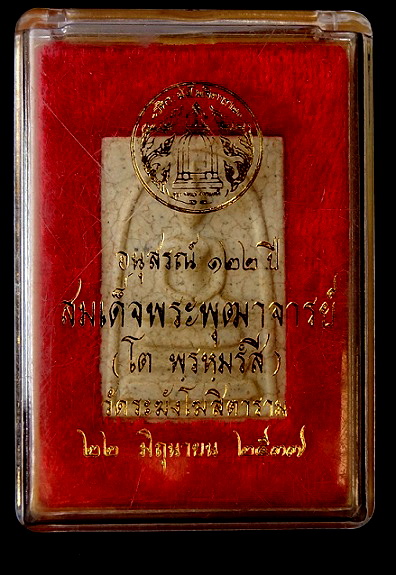 อนุสรณ์ ๑๒๒ ปี
สมเด็จพระพุฒาจารย์
(โต พรหมรังสี)
วัดระฆังโฆสิตาราม
๒๒ มิถุนายน ๒๕๓๗